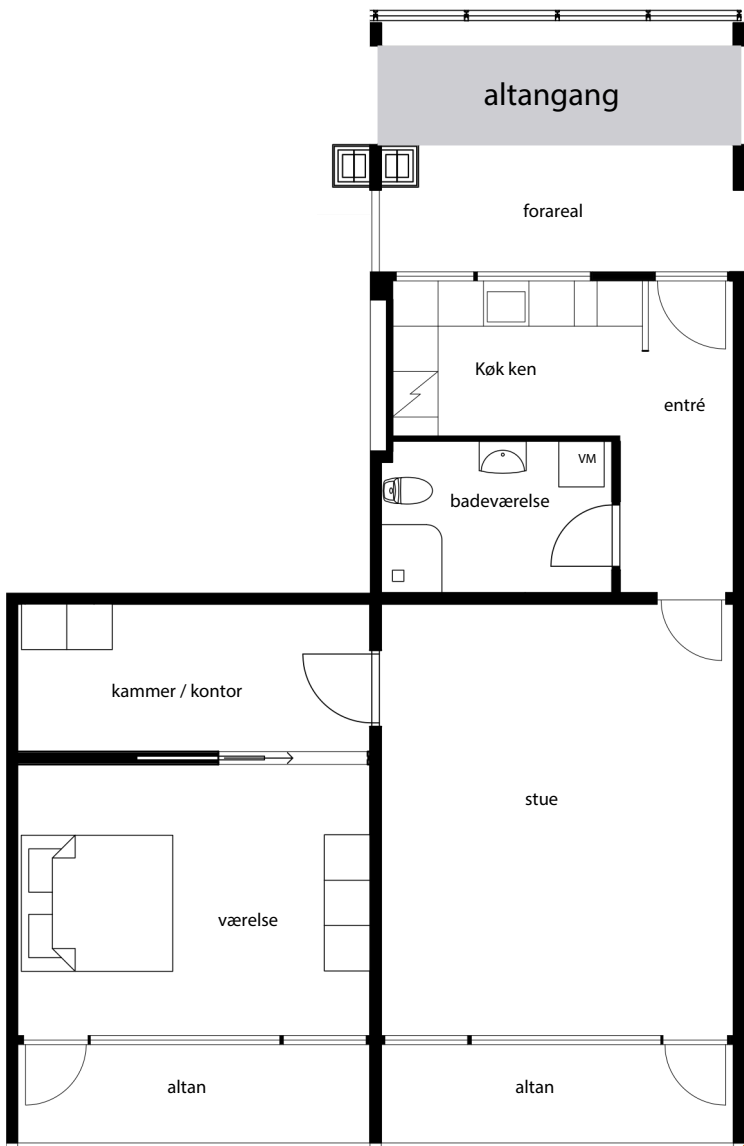 altangang
forareal
Køk ken
entré
VM
badeværelse
kammer / kontor
stue
værelse
altan
altan